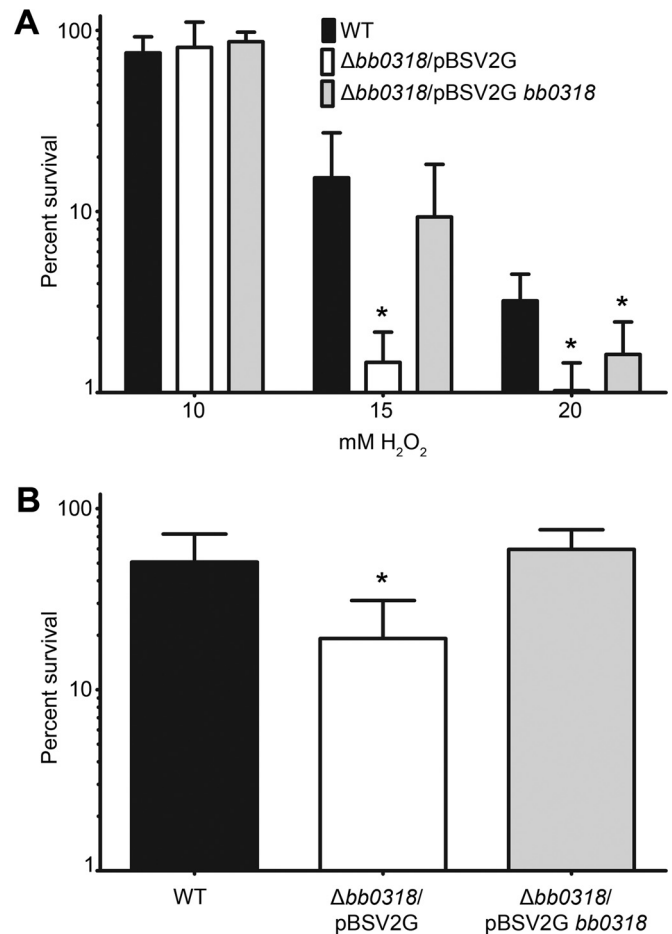 A
WT
Δbb0318/pBSV2G
Δbb0318/pBSV2G bb0318
Percent survival
100
10
1
*
*
*
10
15
20
mM H₂O₂
B
Percent survival
100
10
1
*
WT
Δbb0318/
pBSV2G
Δbb0318/
pBSV2G bb0318